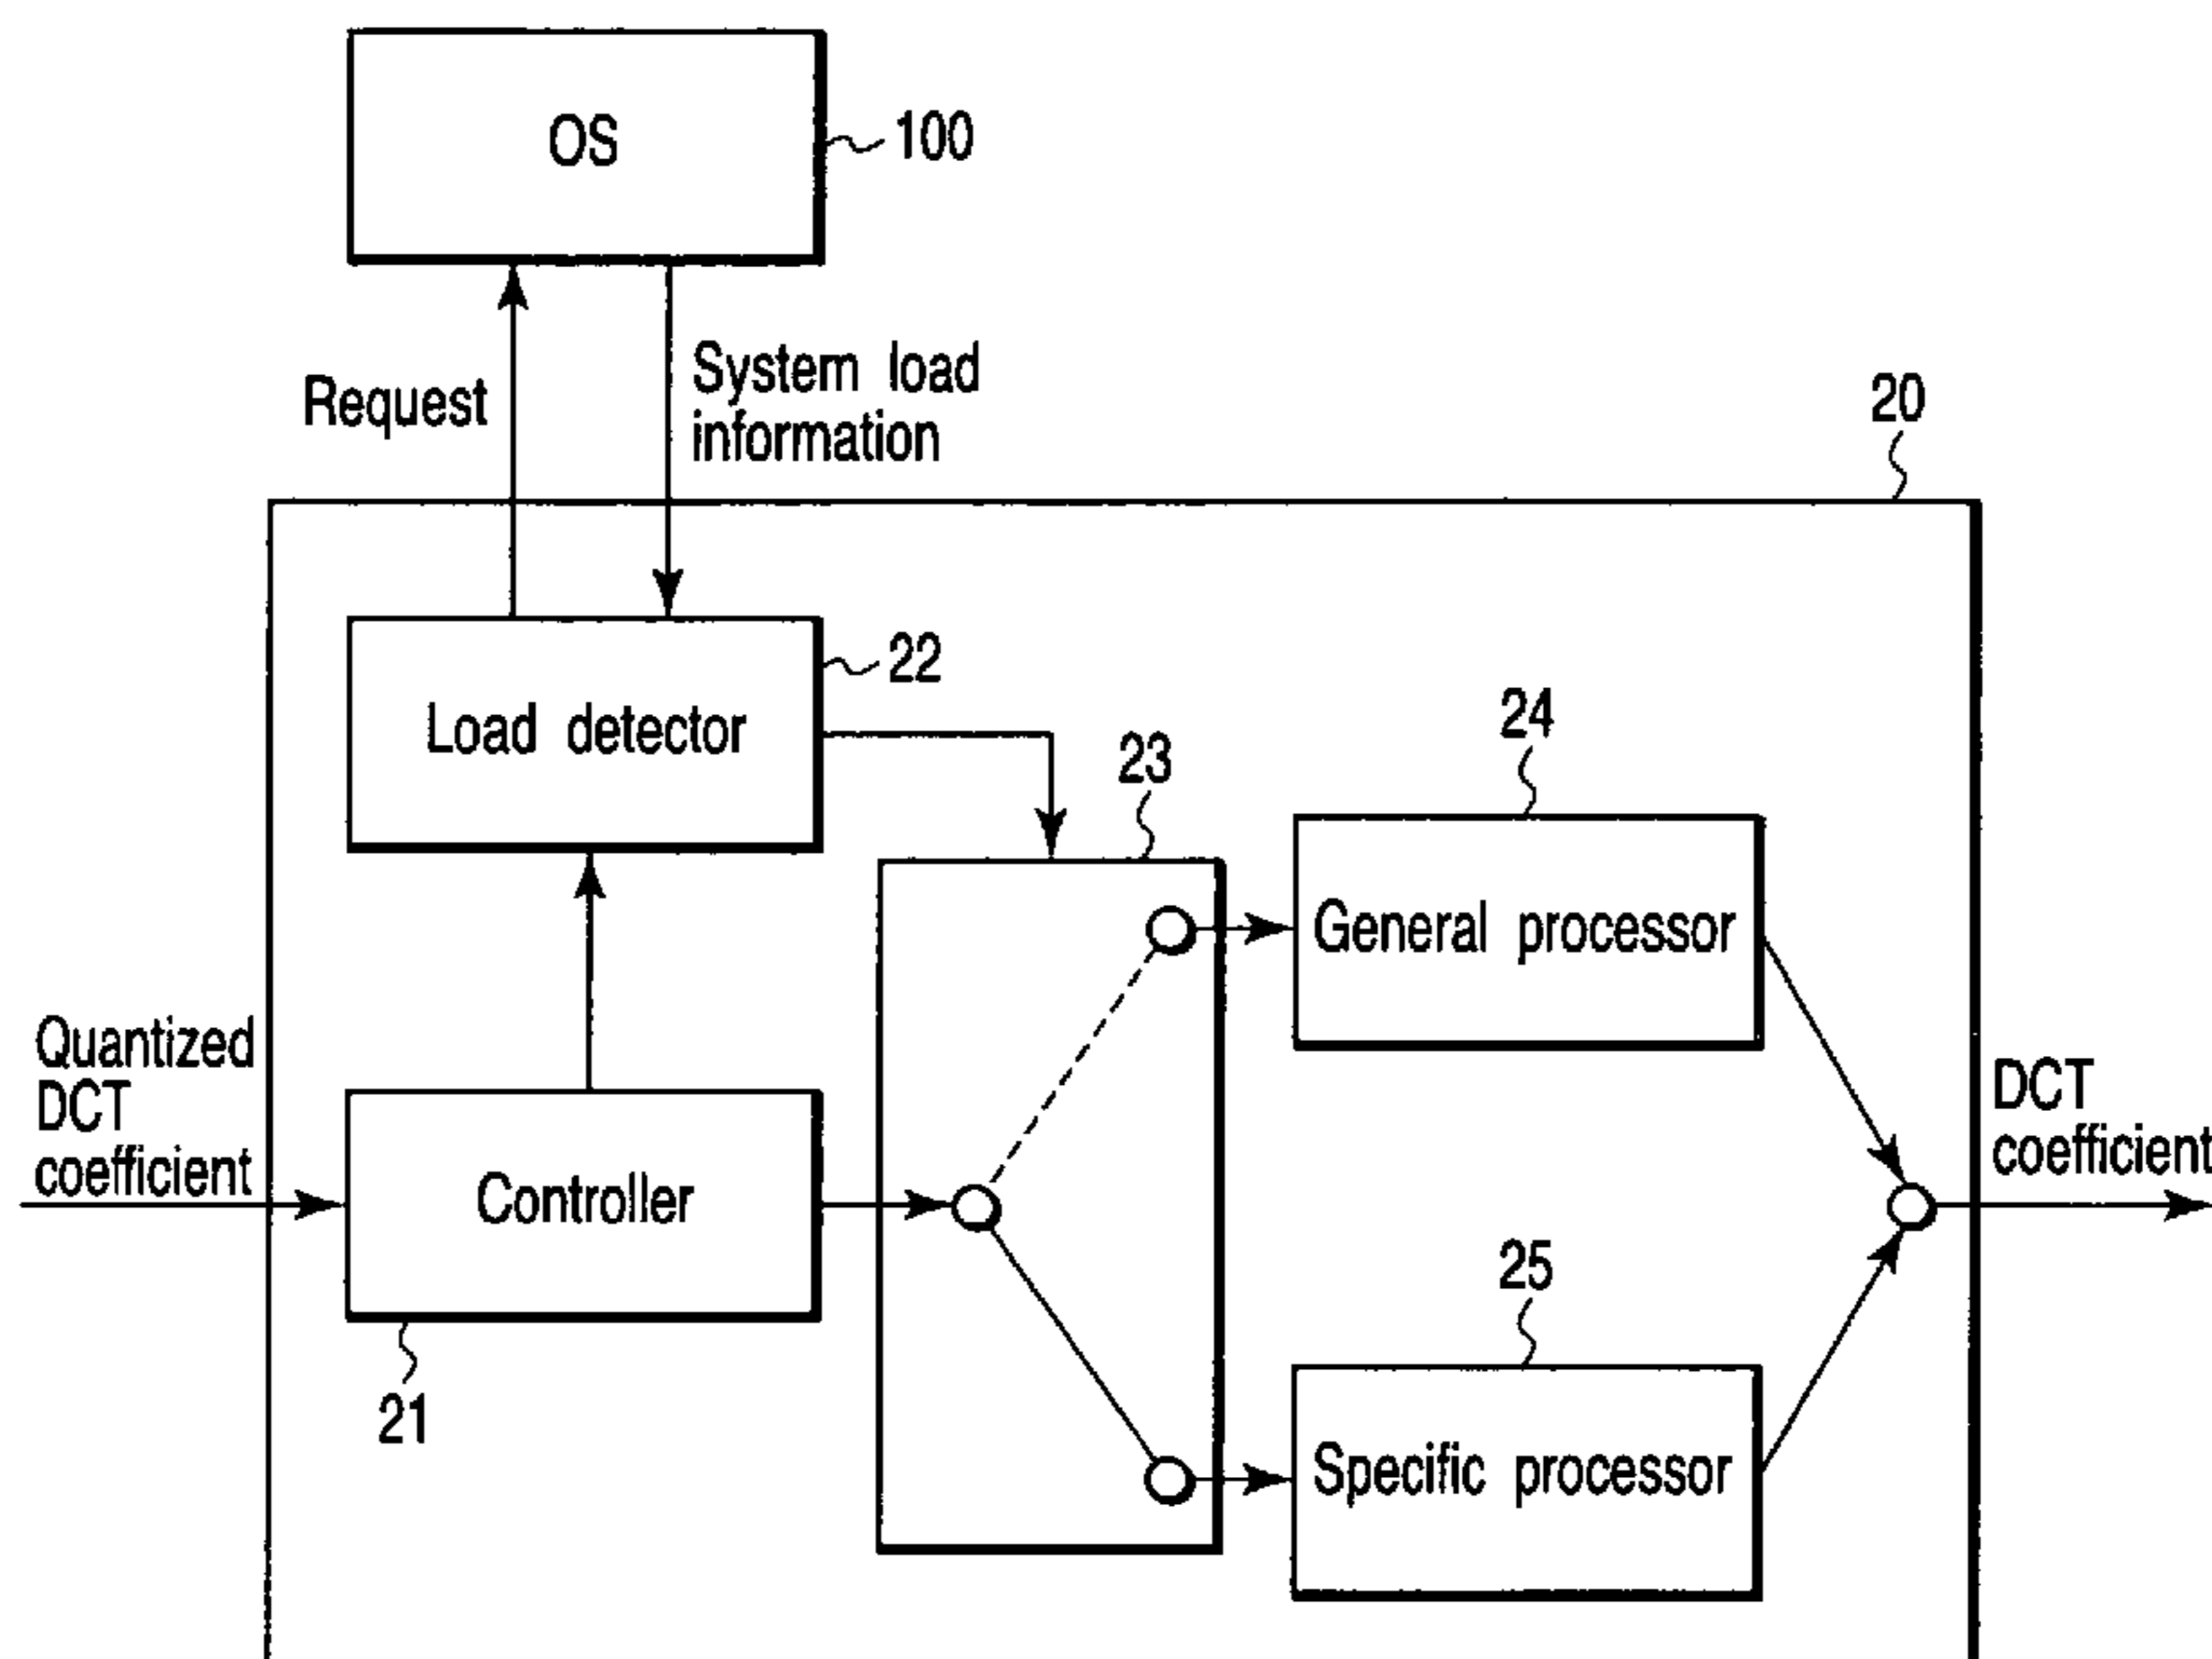 OS
100
Request
System load
information
20
22
Load detector
23
24
General processor
Quantized
DCT
coefficient
Controller
21
DCT
coefficient
25
Specific processor